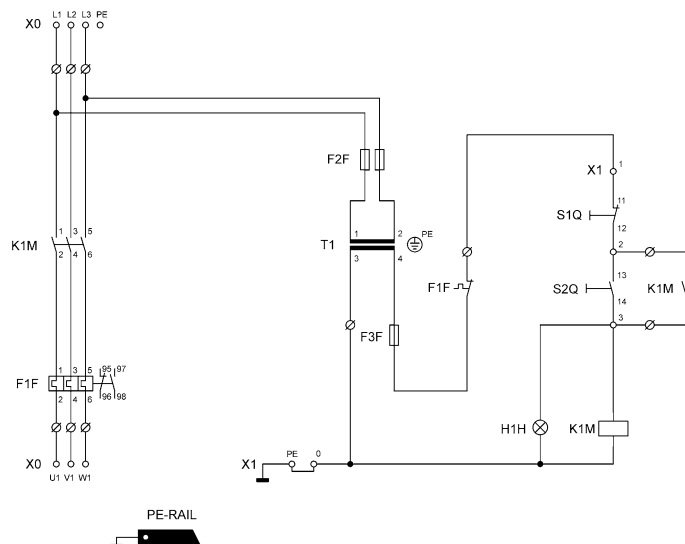 L1 L2 L3 PE
X0
F2F
X1 1
11
S1Q
12
1 3 5
K1M
2 4 6
1 2
T1
PE
3 4
2
13
F1F
S2Q
K1M
14
3
F3F
1 3 5 95 97
F1F
2 4 6 96 98
H1H
K1M
X0
U1 V1 W1
X1
PE 0
PE-RAIL